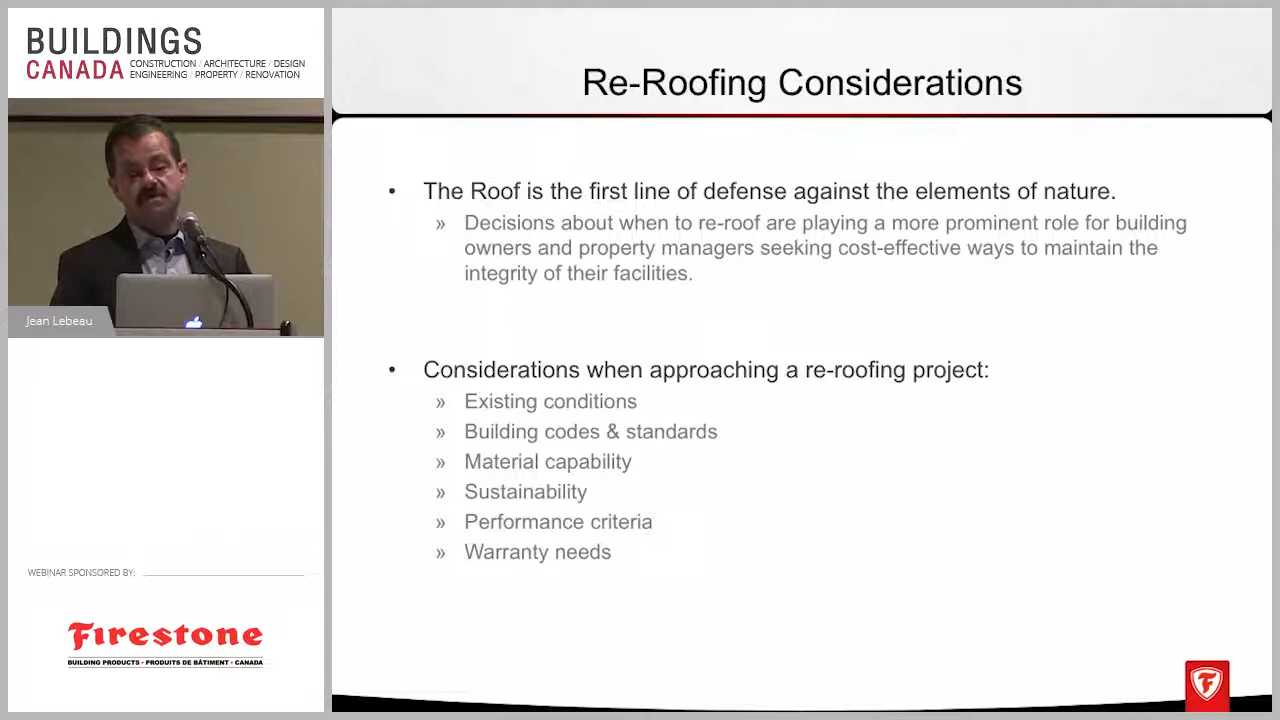 BUILDINGS
CANADA
CONSTRUCTION / ARCHITECTURE / DESIGN
ENGINEERING / PROPERTY / RENOVATION
Jean Lebeau
WEBINAR SPONSORED BY:
Firestone
BUILDING PRODUCTS • PRODUITS DE BÂTIMENT • CANADA
Re-Roofing Considerations
• The Roof is the first line of defense against the elements of nature.
» Decisions about when to re-roof are playing a more prominent role for building
owners and property managers seeking cost-effective ways to maintain the
integrity of their facilities.
• Considerations when approaching a re-roofing project:
» Existing conditions
» Building codes & standards
» Material capability
» Sustainability
» Performance criteria
» Warranty needs
F